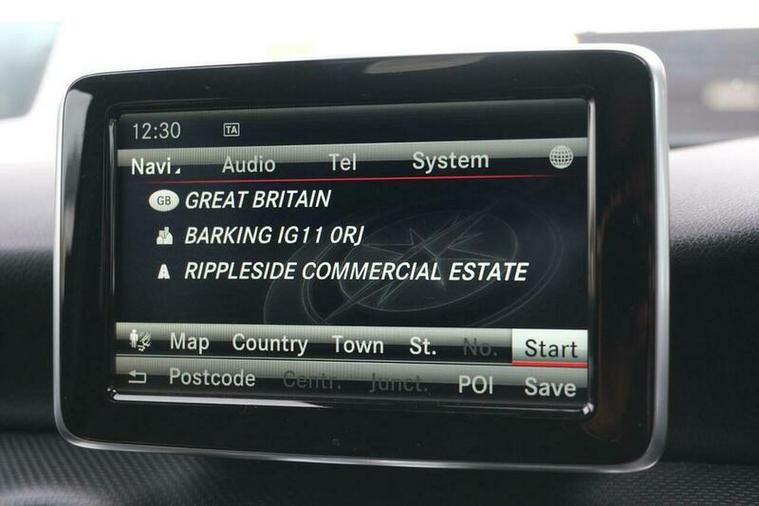 12:30 TA
Navi Audio Tel System
GB GREAT BRITAIN
BARKING IG11 0RJ
RIPPLESIDE COMMERCIAL ESTATE
Map Country Town St. No. Start
Postcode Centr. Junct. POI Save